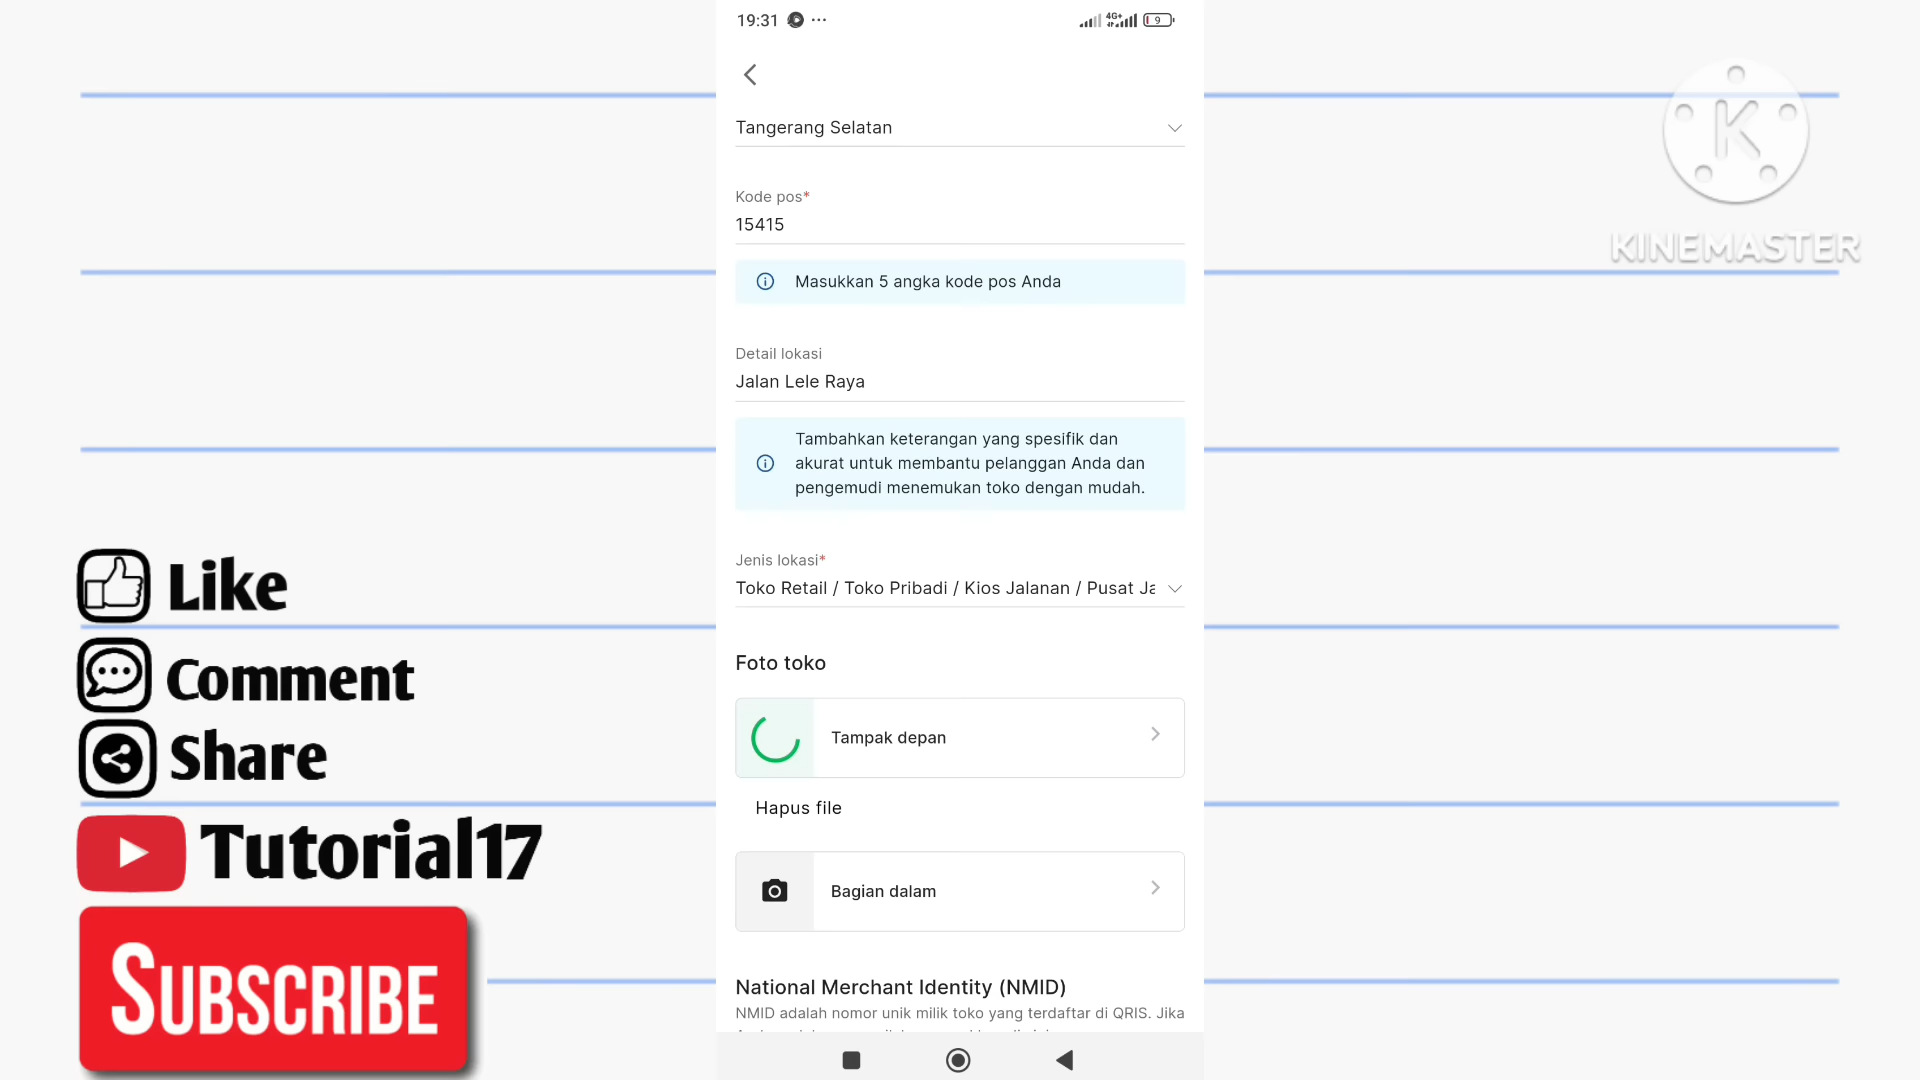 19:31
4G+
9
Tangerang Selatan
Kode pos*
15415
Masukkan 5 angka kode pos Anda
Detail lokasi
Jalan Lele Raya
Tambahkan keterangan yang spesifik dan
akurat untuk membantu pelanggan Anda dan
pengemudi menemukan toko dengan mudah.
Jenis lokasi*
Toko Retail / Toko Pribadi / Kios Jalanan / Pusat Ja
Foto toko
Tampak depan
Hapus file
Bagian dalam
National Merchant Identity (NMID)
NMID adalah nomor unik milik toko yang terdaftar di QRIS. Jika
Like
Comment
Share
Tutorial17
SUBSCRIBE
K
KINEMASTER